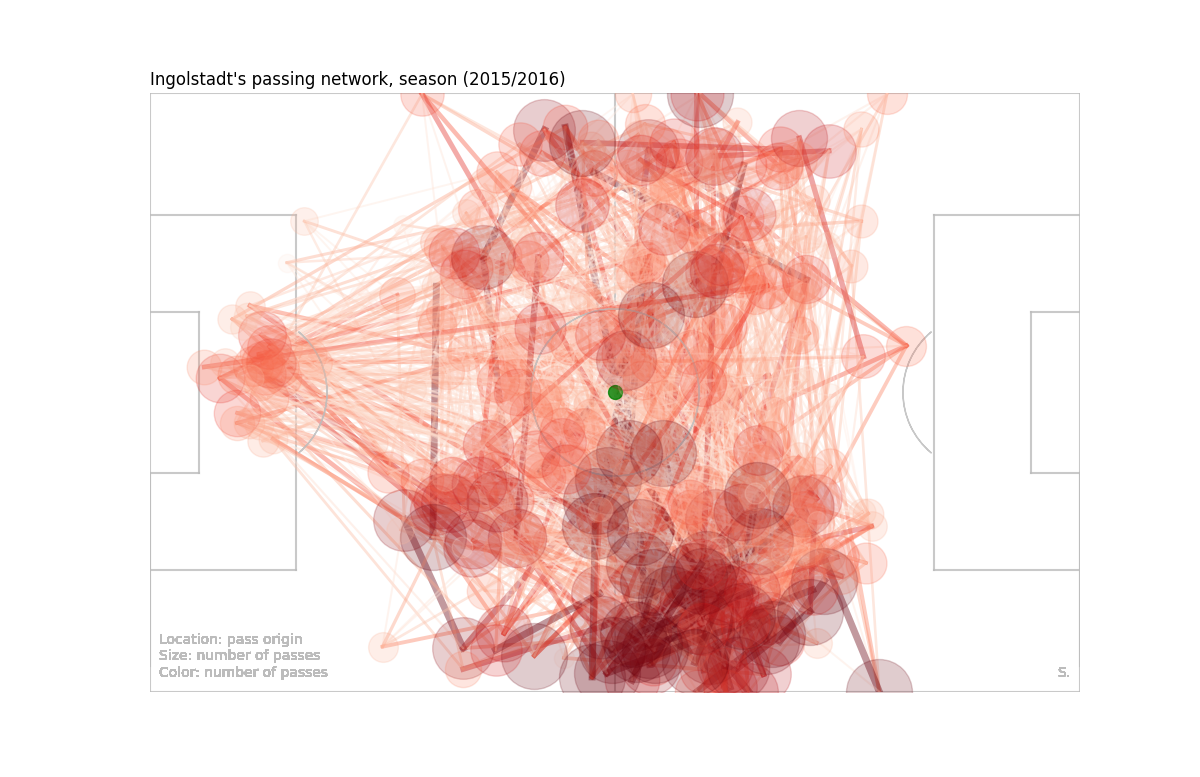 Ingolstadt's passing network, season (2015/2016)
Location: pass origin
Size: number of passes
Color: number of passes
S.